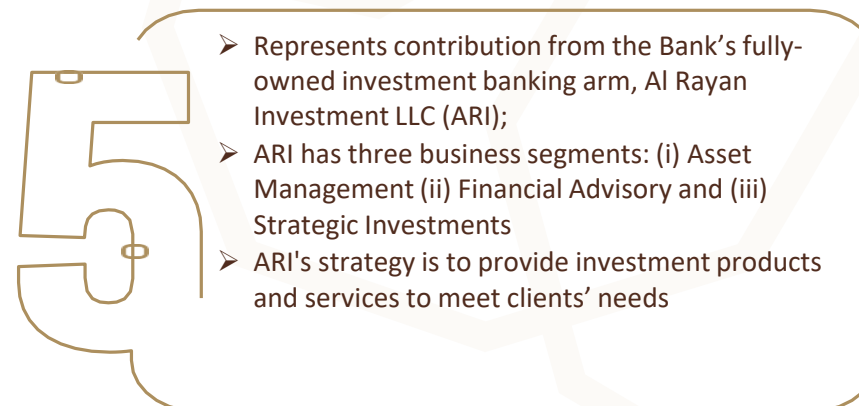 5
➢ Represents contribution from the Bank’s fully-
owned investment banking arm, Al Rayan
Investment LLC (ARI);
➢ ARI has three business segments: (i) Asset
Management (ii) Financial Advisory and (iii)
Strategic Investments
➢ ARI's strategy is to provide investment products
and services to meet clients’ needs